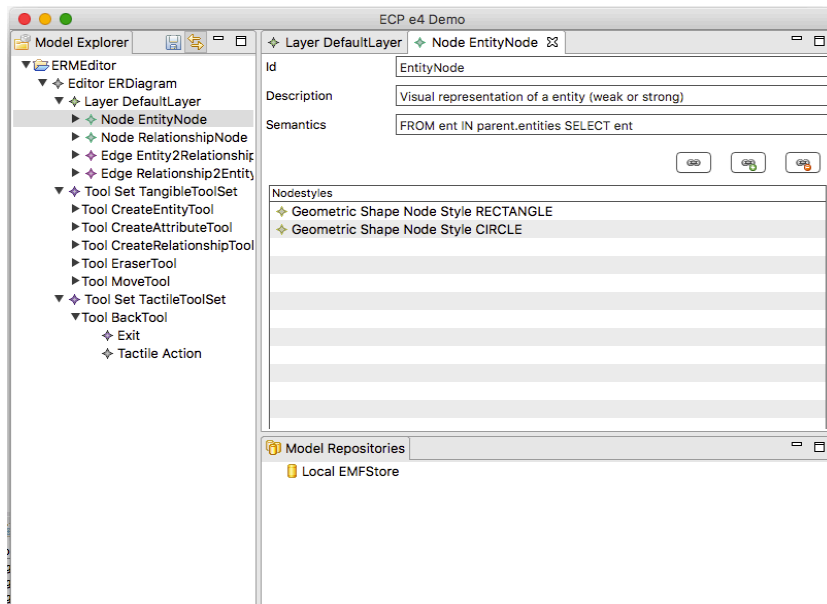 ECP e4 Demo
Model Explorer
ERMEditor
Editor ERDiagram
Layer DefaultLayer
Node EntityNode
Node RelationshipNode
Edge Entity2Relationship
Edge Relationship2Entity
Tool Set TangibleToolSet
Tool CreateEntityTool
Tool CreateAttributeTool
Tool CreateRelationshipTool
Tool EraserTool
Tool MoveTool
Tool Set TactileToolSet
Tool BackTool
Exit
Tactile Action
Layer DefaultLayer
Node EntityNode
Id
EntityNode
Description
Visual representation of a entity (weak or strong)
Semantics
FROM ent IN parent.entities SELECT ent
Nodestyles
Geometric Shape Node Style RECTANGLE
Geometric Shape Node Style CIRCLE
Model Repositories
Local EMFStore